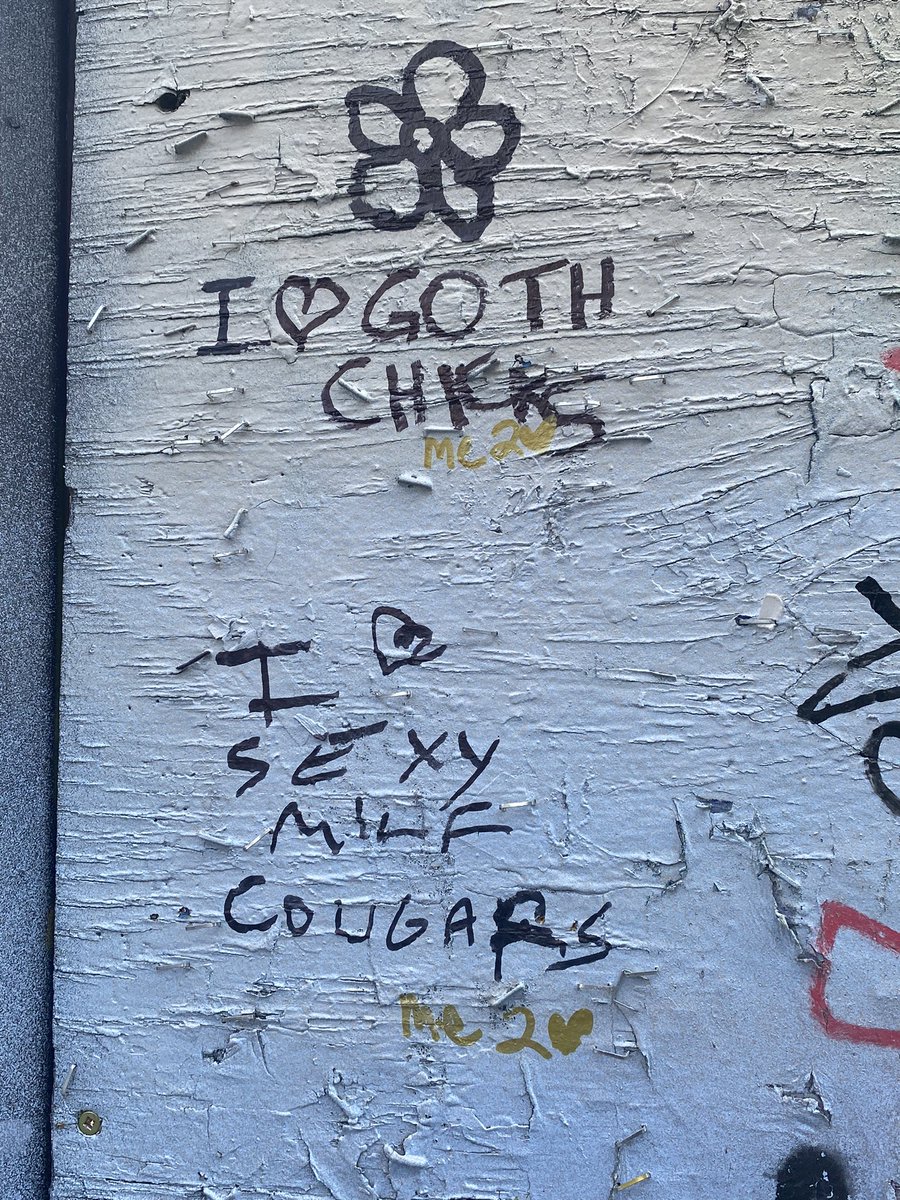 I ♡ GOTH
CHICKS
ME 2 ♥
I ♡
SEXY
MILF
COUGARS
ME 2 ♥